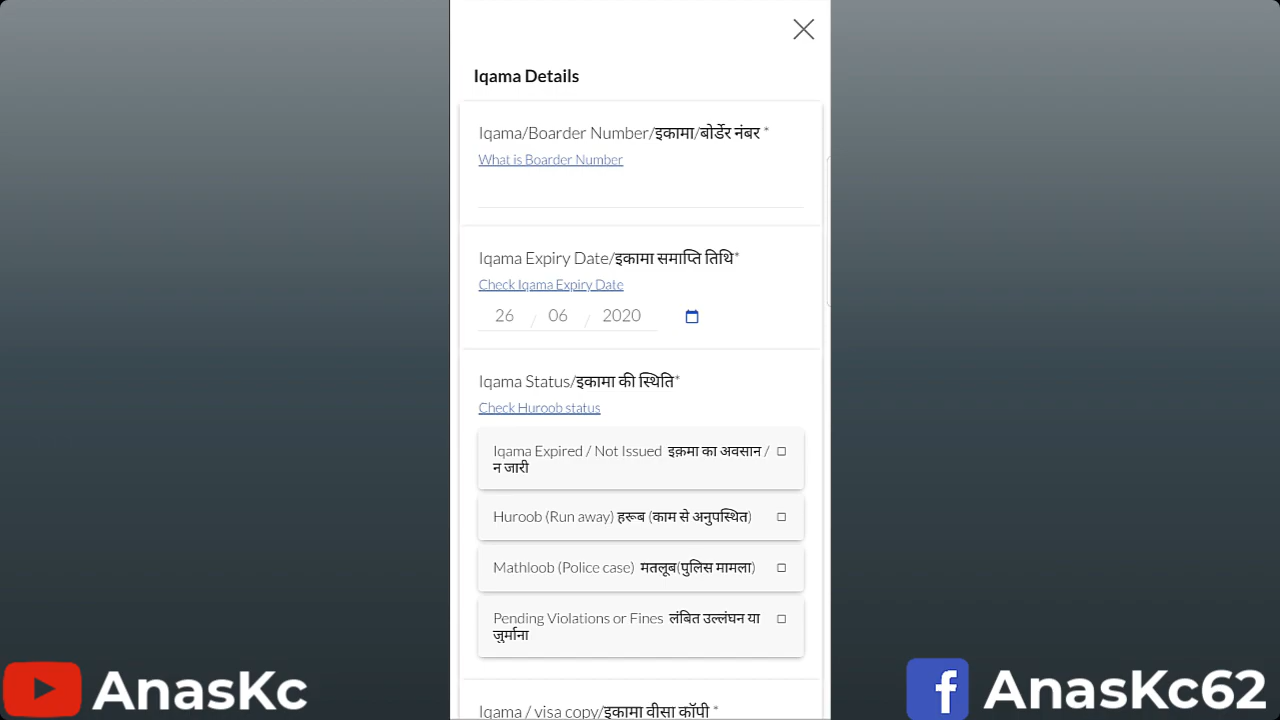 Iqama Details
Iqama/Boarder Number/इकामा/बोर्डेर नंबर *
What is Boarder Number
Iqama Expiry Date/इकामा समाप्ति तिथि*
Check Iqama Expiry Date
26 / 06 / 2020
Iqama Status/इकामा की स्थिति*
Check Huroob status
Iqama Expired / Not Issued इक़मा का अवसान /
न जारी
Huroob (Run away) हरूब (काम से अनुपस्थित)
Mathloob (Police case) मतलूब(पुलिस मामला)
Pending Violations or Fines लंबित उल्लंघन या
जुर्माना
Iqama / visa copy/इकामा वीसा कॉपी *
AnasKc
AnasKc62